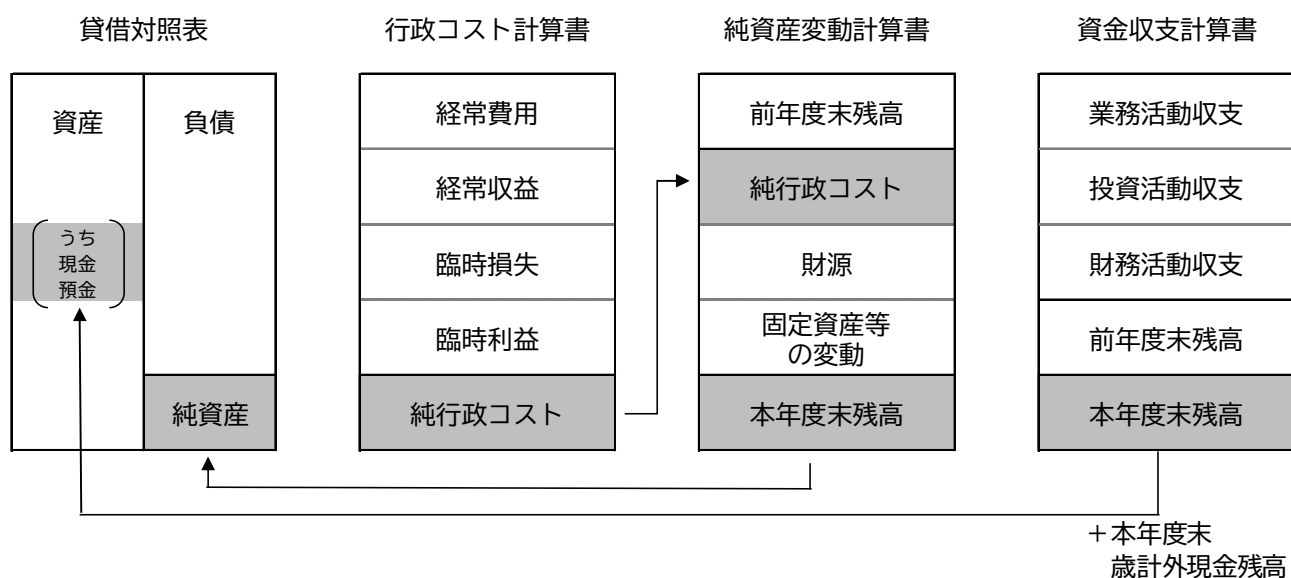 貸借対照表
資産
負債
うち
現金
預金
純資産
行政コスト計算書
経常費用
経常収益
臨時損失
臨時利益
純行政コスト
純資産変動計算書
前年度末残高
純行政コスト
財源
固定資産等
の変動
本年度末残高
資金収支計算書
業務活動収支
投資活動収支
財務活動収支
前年度末残高
本年度末残高
＋本年度末
歳計外現金残高